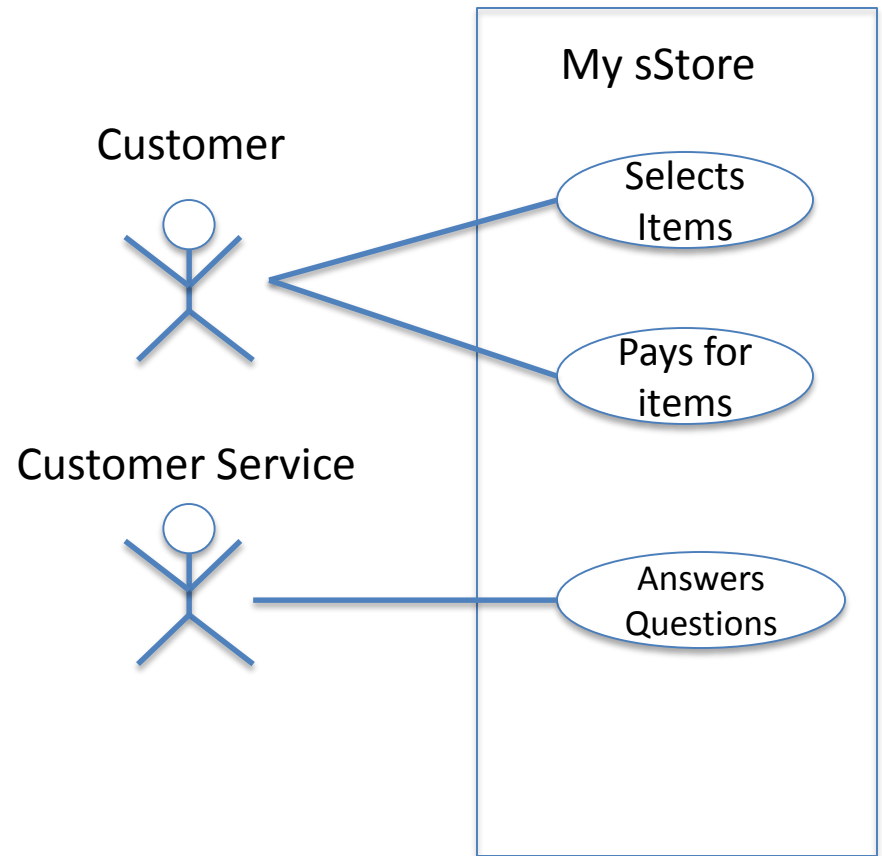 My sStore
Customer
Selects
Items
Pays for
items
Customer Service
Answers
Questions